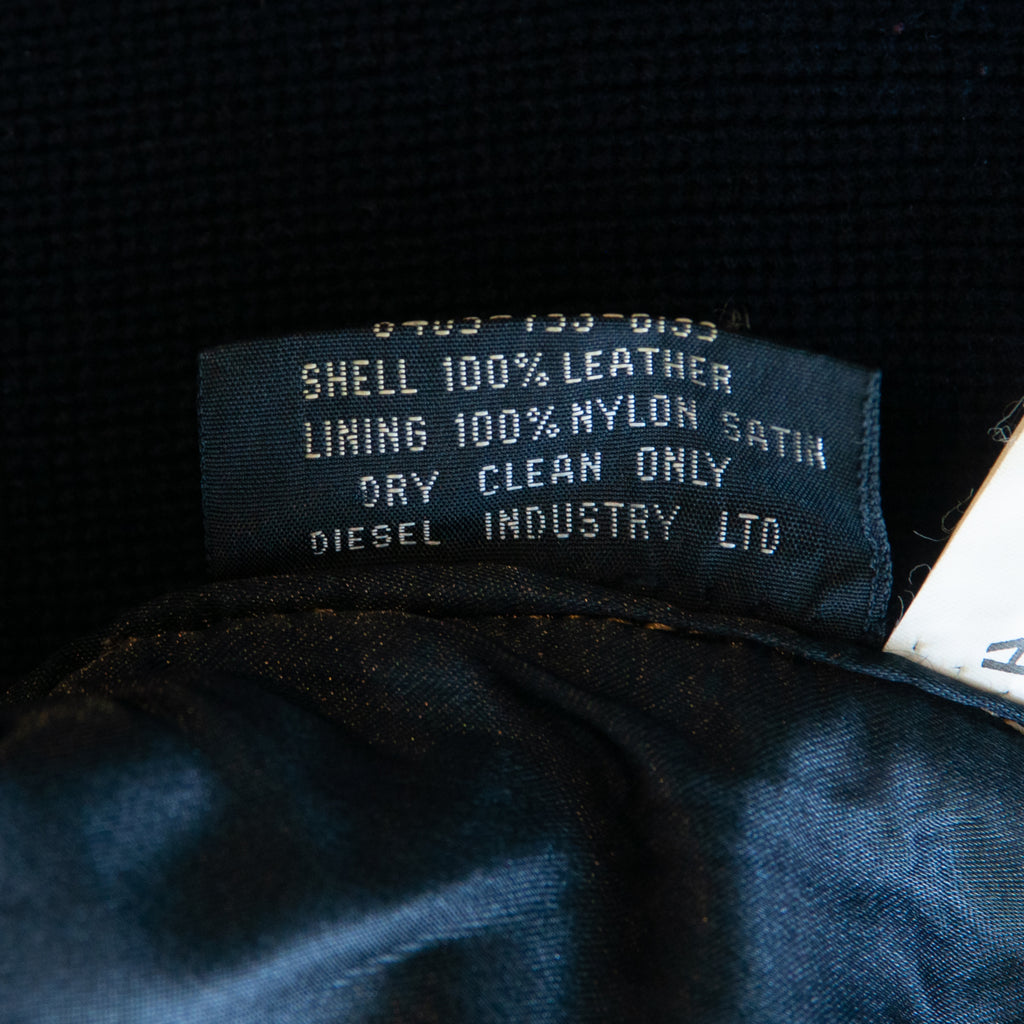 SHELL 100% LEATHER
LINING 100% NYLON SATIN
DRY CLEAN ONLY
DIESEL INDUSTRY LTD